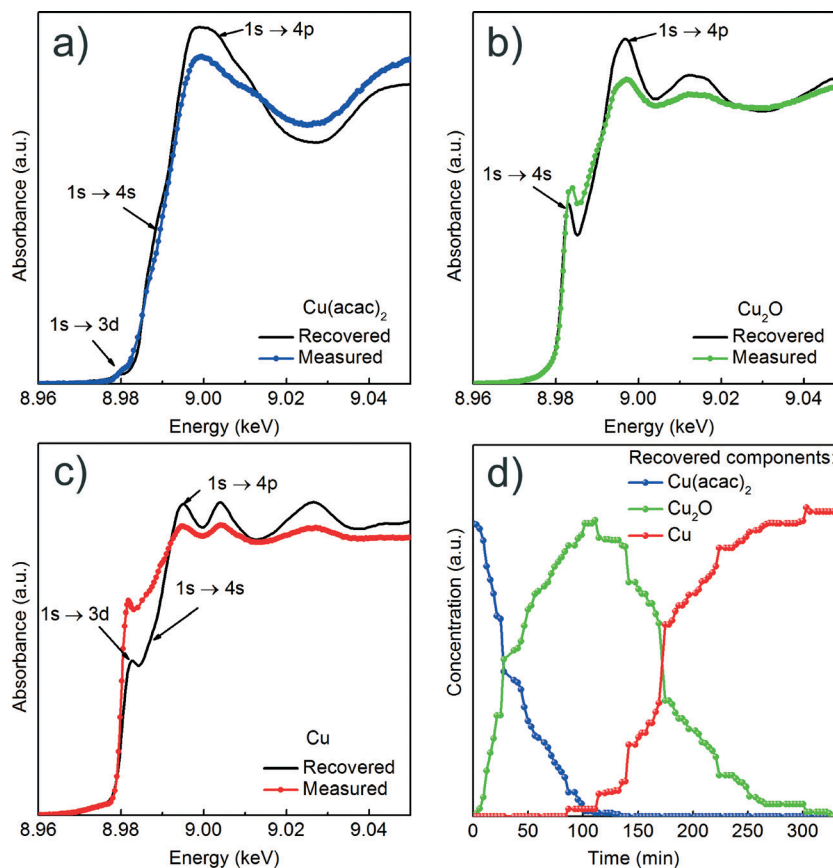 a)
1s → 4p
1s → 4s
1s → 3d
Cu(acac)₂
Recovered
Measured
Absorbance (a.u.)
8.96 8.98 9.00 9.02 9.04
Energy (keV)
b)
1s → 4p
1s → 4s
Cu₂O
Recovered
Measured
Absorbance (a.u.)
8.96 8.98 9.00 9.02 9.04
Energy (keV)
c)
1s → 4p
1s → 3d
1s → 4s
Cu
Recovered
Measured
Absorbance (a.u.)
8.96 8.98 9.00 9.02 9.04
Energy (keV)
d)
Recovered components:
Cu(acac)₂
Cu₂O
Cu
Concentration (a.u.)
0 50 100 150 200 250 300
Time (min)